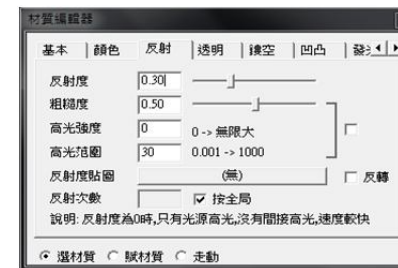 材質編輯器
基本 顏色 反射 透明 鏤空 凹凸
反射度 0.30
粗糙度 0.50
高光強度 0 0 -> 無限大
高光范圍 30 0.001 -> 1000
反射度貼圖 (無) 反轉
反射次數 按全局
說明: 反射度為0時,只有光源高光,沒有間接高光,速度較快
選材質 賦材質 走動